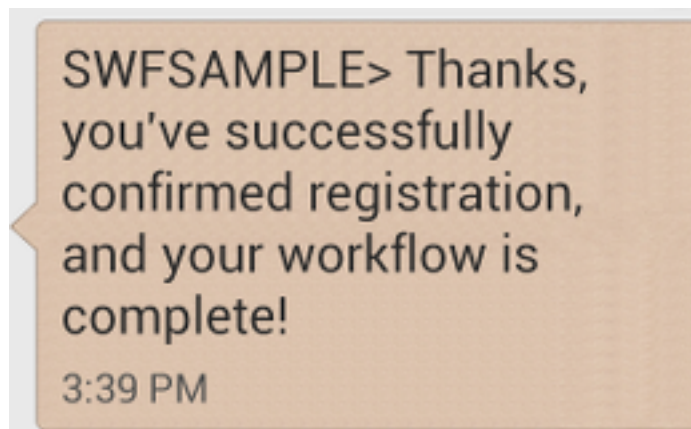 SWFSAMPLE> Thanks,
you've successfully
confirmed registration,
and your workflow is
complete!
3:39 PM